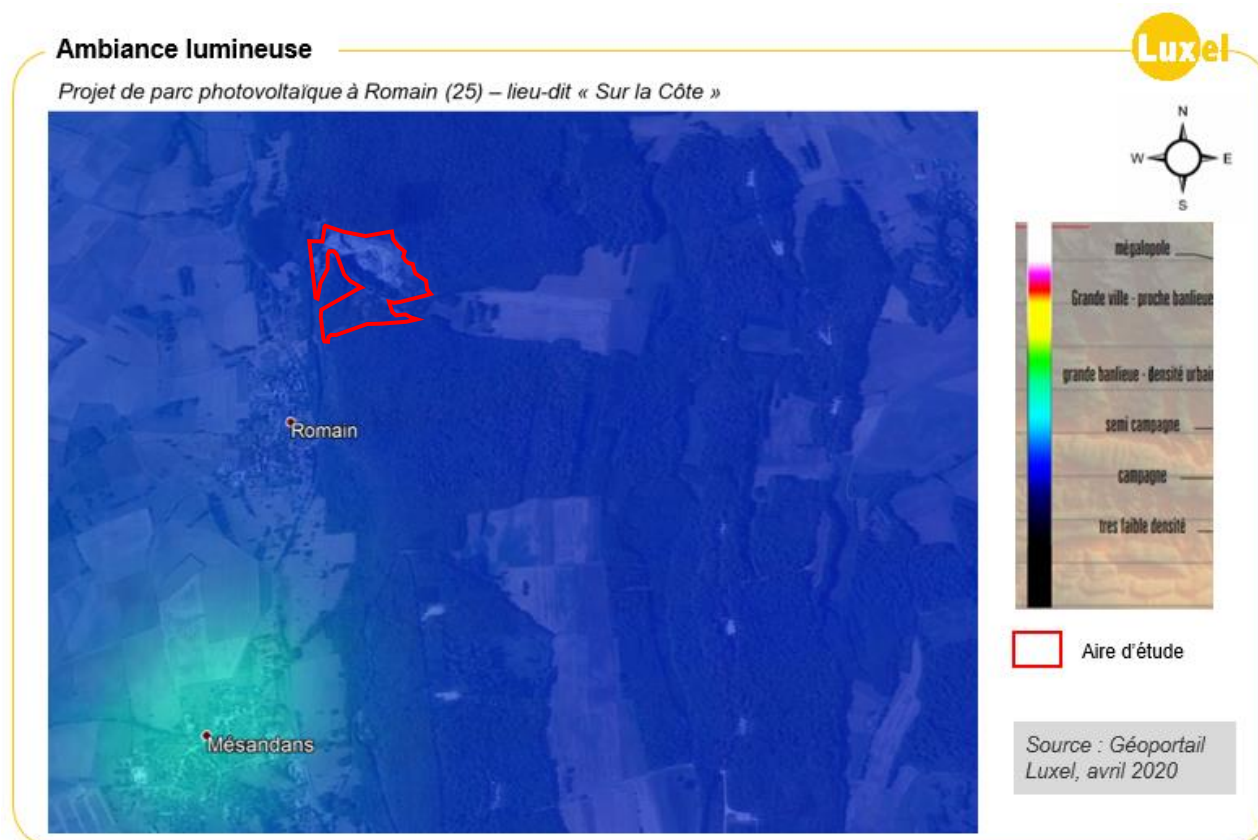 Ambiance lumineuse
Luxel
Projet de parc photovoltaïque à Romain (25) – lieu-dit « Sur la Côte »
N
W
E
S
mégalopole
Grande ville - proche banlieue
grande banlieue - densité urbain
semi campagne
campagne
tres faible densité
Romain
Mésandans
Aire d'étude
Source : Géoportail
Luxel, avril 2020